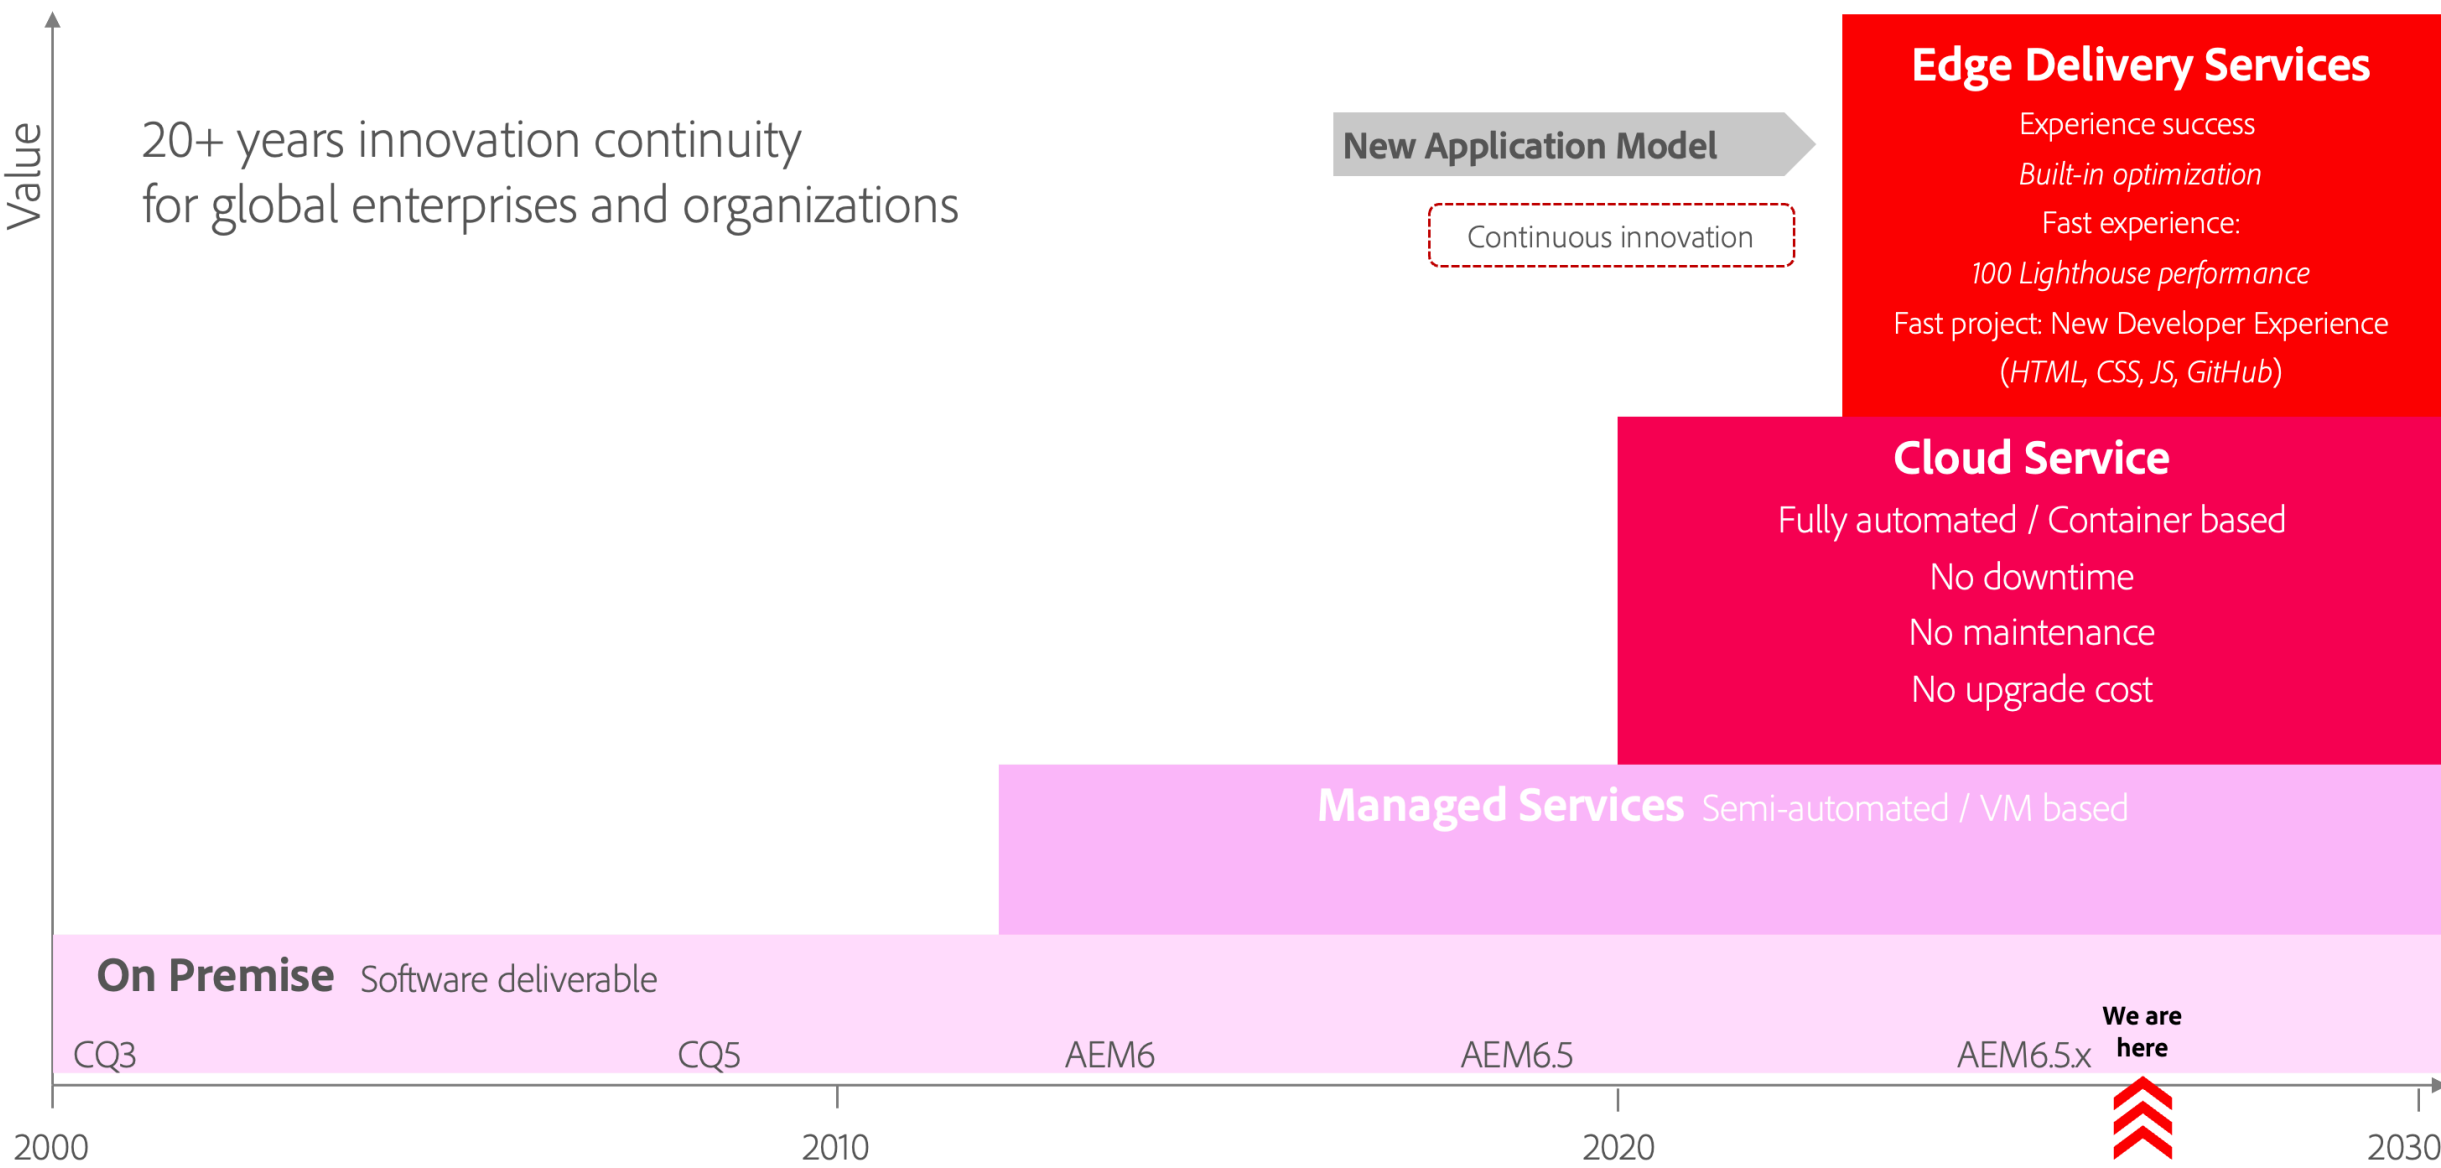 Value
20+ years innovation continuity
for global enterprises and organizations
New Application Model
Continuous innovation
Edge Delivery Services
Experience success
Built-in optimization
Fast experience:
100 Lighthouse performance
Fast project: New Developer Experience
(HTML, CSS, JS, GitHub)
Cloud Service
Fully automated / Container based
No downtime
No maintenance
No upgrade cost
Managed Services Semi-automated / VM based
On Premise Software deliverable
CQ3 CQ5 AEM6 AEM6.5 AEM6.5.x
We are
here
2000 2010 2020 2030